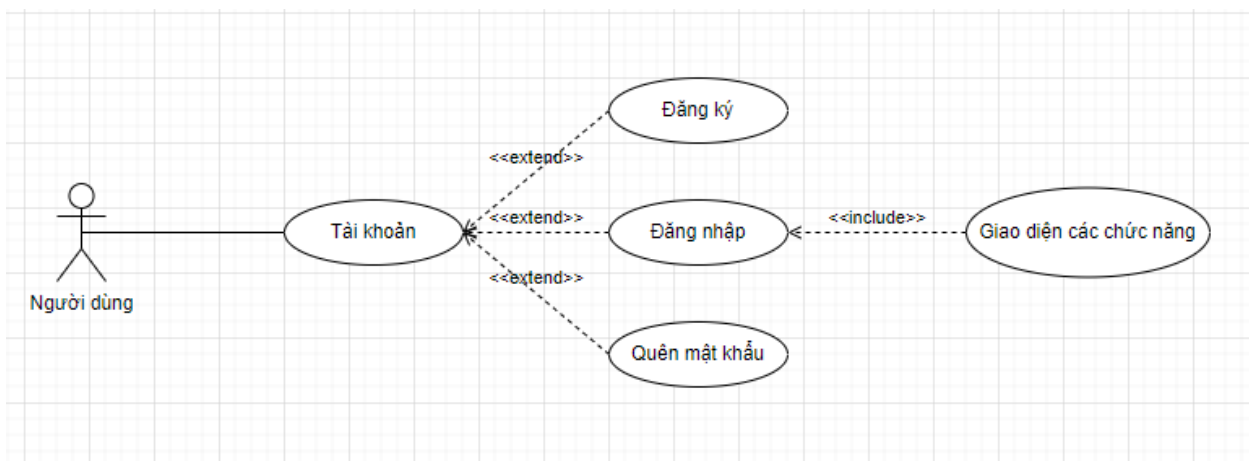 Đăng ký
<<extend>>
Tài khoản
<<extend>>
Đăng nhập
<<include>>
Giao diện các chức năng
<<extend>>
Người dùng
Quên mật khẩu